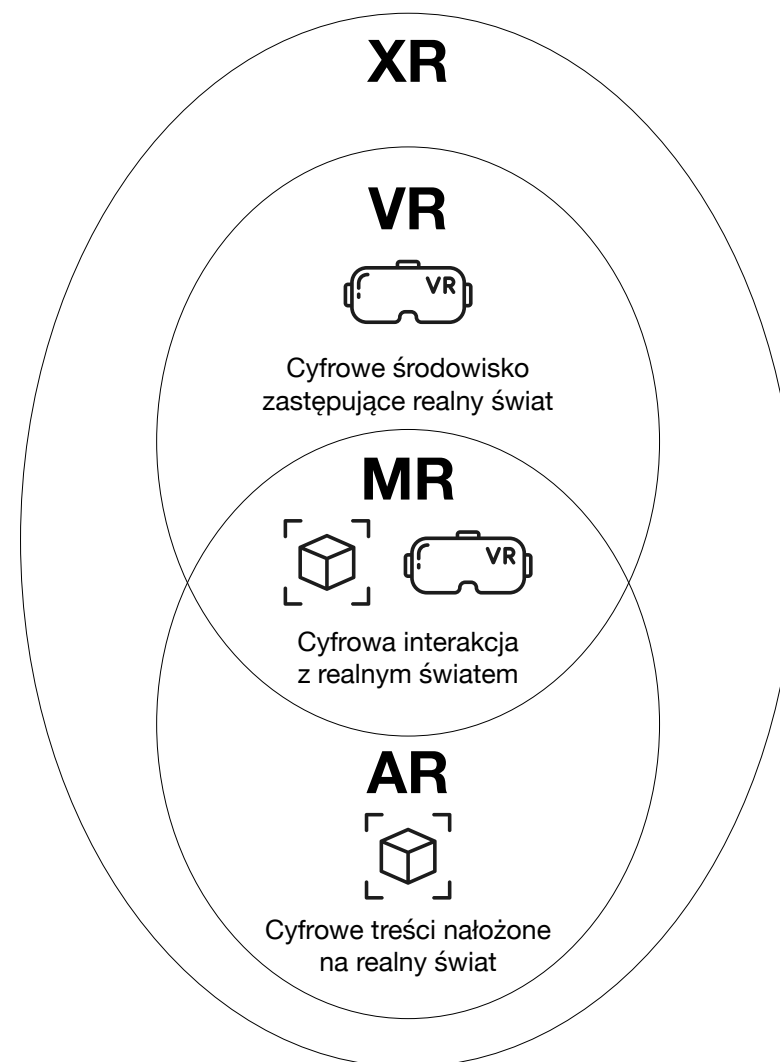 XR
VR
VR
Cyfrowe środowisko
zastępujące realny świat
MR
VR
Cyfrowa interakcja
z realnym światem
AR
Cyfrowe treści nałożone
na realny świat